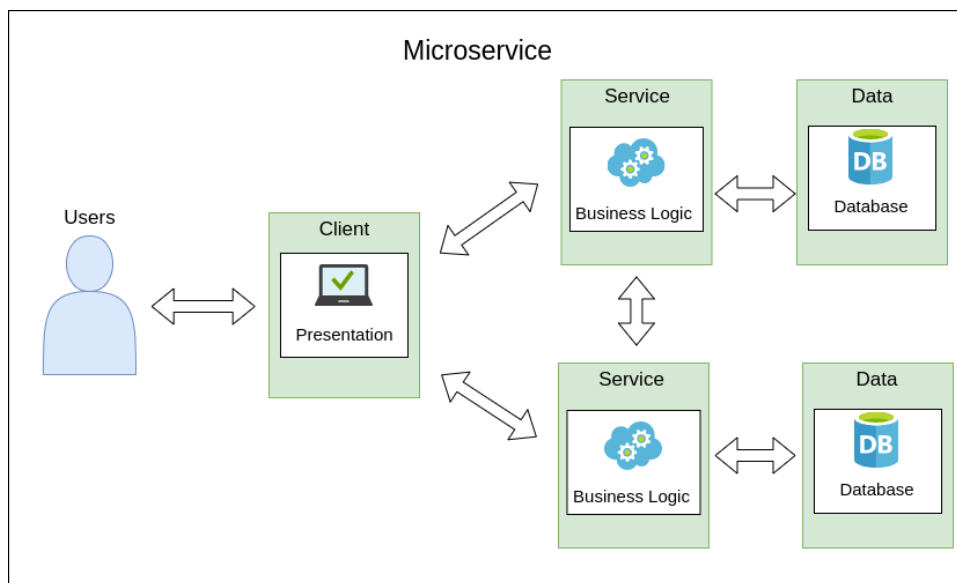 Microservice
Users
Client
Presentation
Service
Business Logic
Data
DB
Database
Service
Business Logic
Data
DB
Database